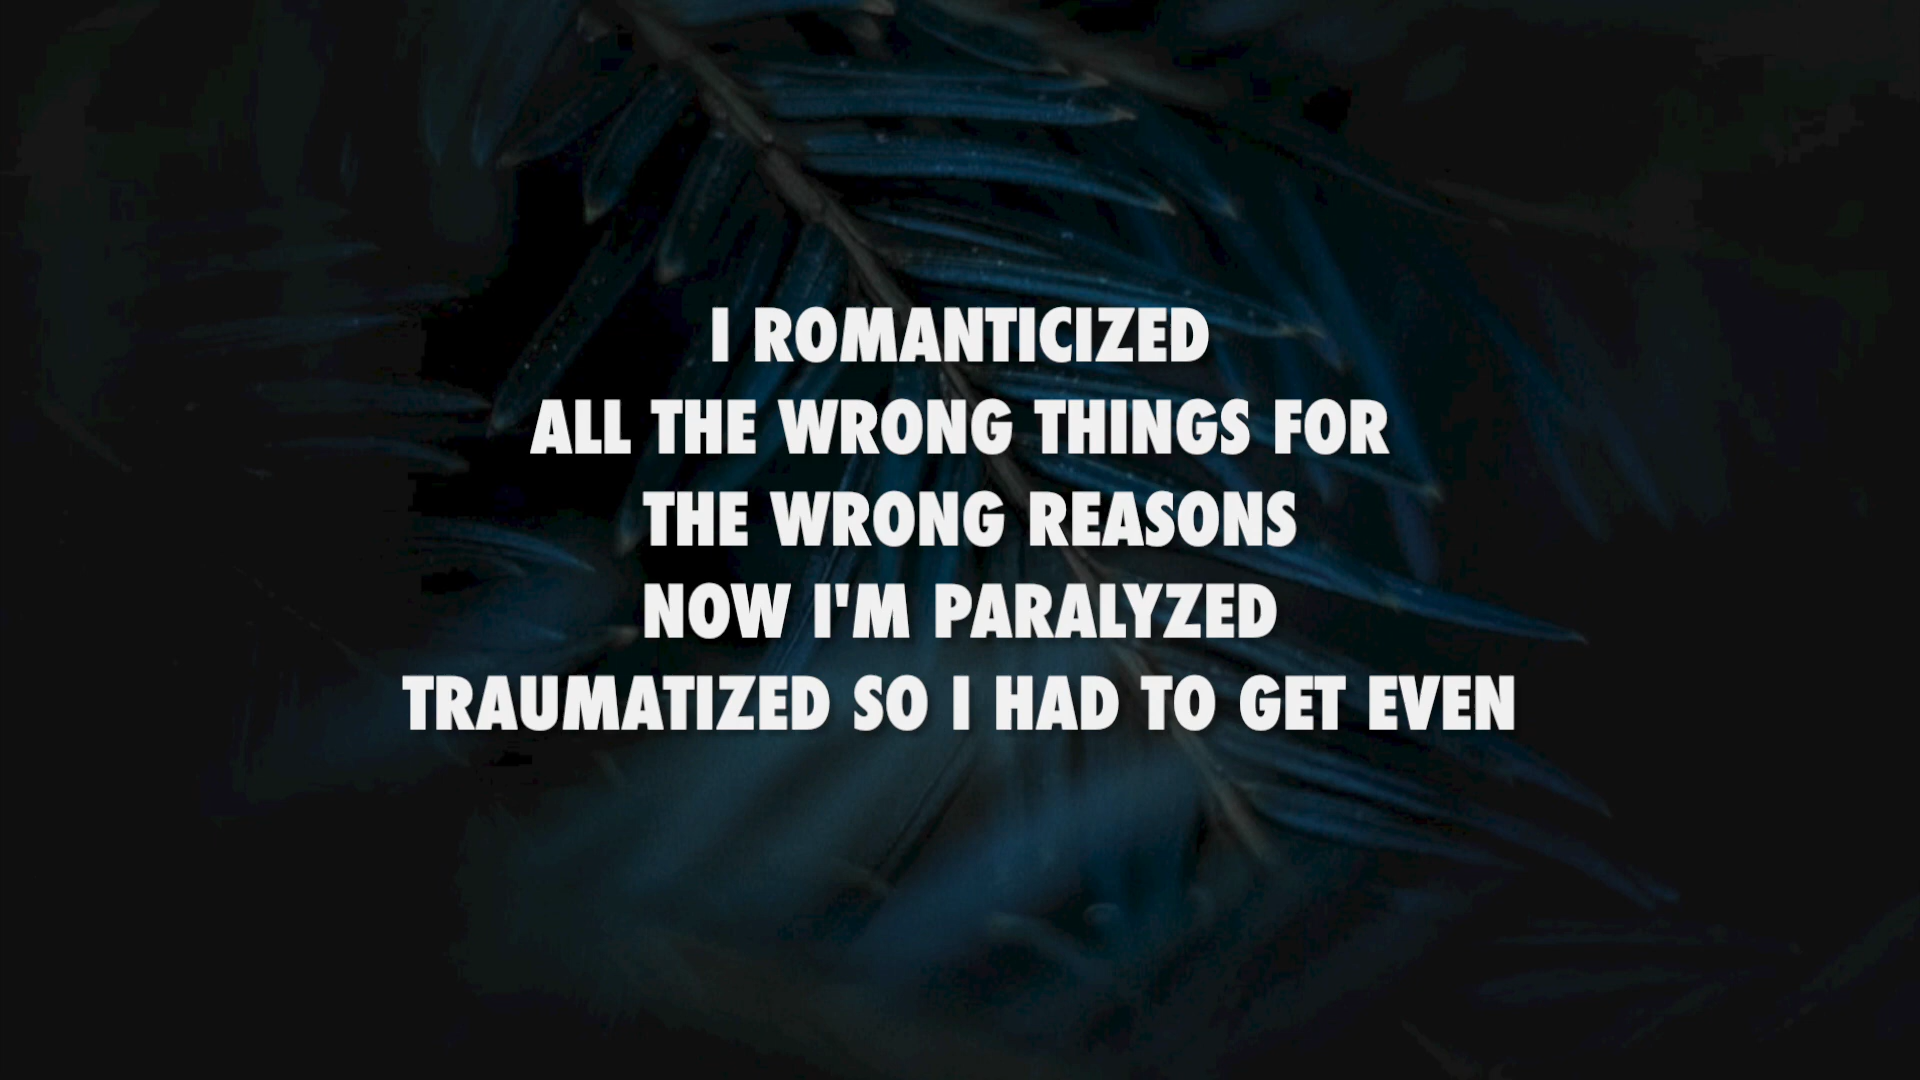 I ROMANTICIZED
ALL THE WRONG THINGS FOR
THE WRONG REASONS
NOW I'M PARALYZED
TRAUMATIZED SO I HAD TO GET EVEN